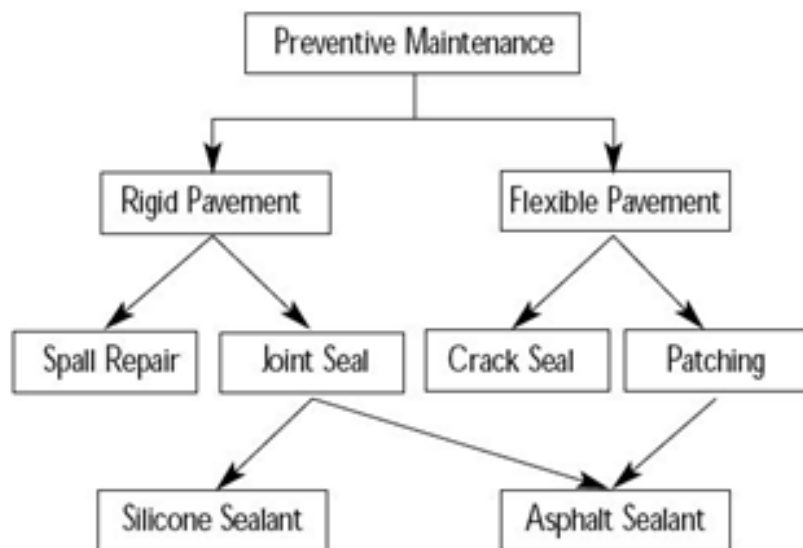 Preventive Maintenance
Rigid Pavement
Flexible Pavement
Spall Repair
Joint Seal
Crack Seal
Patching
Silicone Sealant
Asphalt Sealant